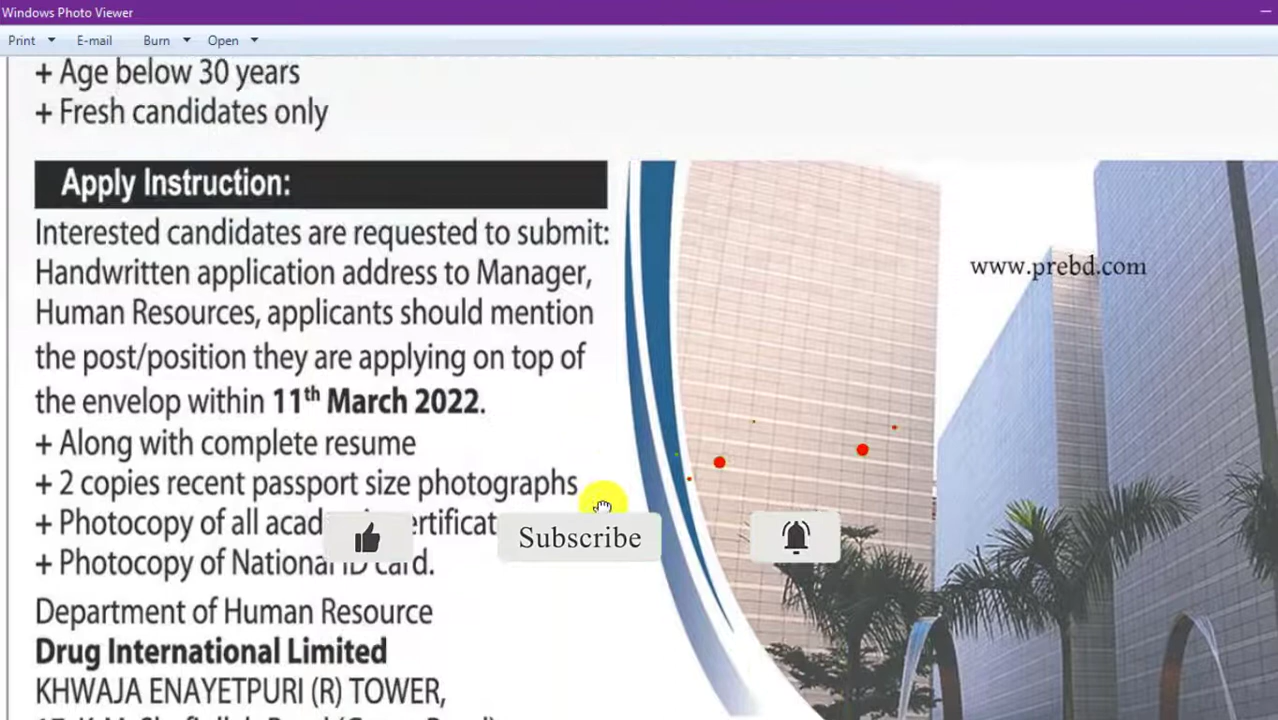 Windows Photo Viewer
Print E-mail Burn Open
+ Age below 30 years
+ Fresh candidates only
Apply Instruction:
Interested candidates are requested to submit:
Handwritten application address to Manager,
Human Resources, applicants should mention
the post/position they are applying on top of
the envelop within 11th March 2022.
www.prebd.com
+ Along with complete resume
+ 2 copies recent passport size photographs
+ Photocopy of all
Subscribe
+ Photocopy of National ID card.
Department of Human Resource
Drug International Limited
KHWAJA ENAYETPURI (R) TOWER,